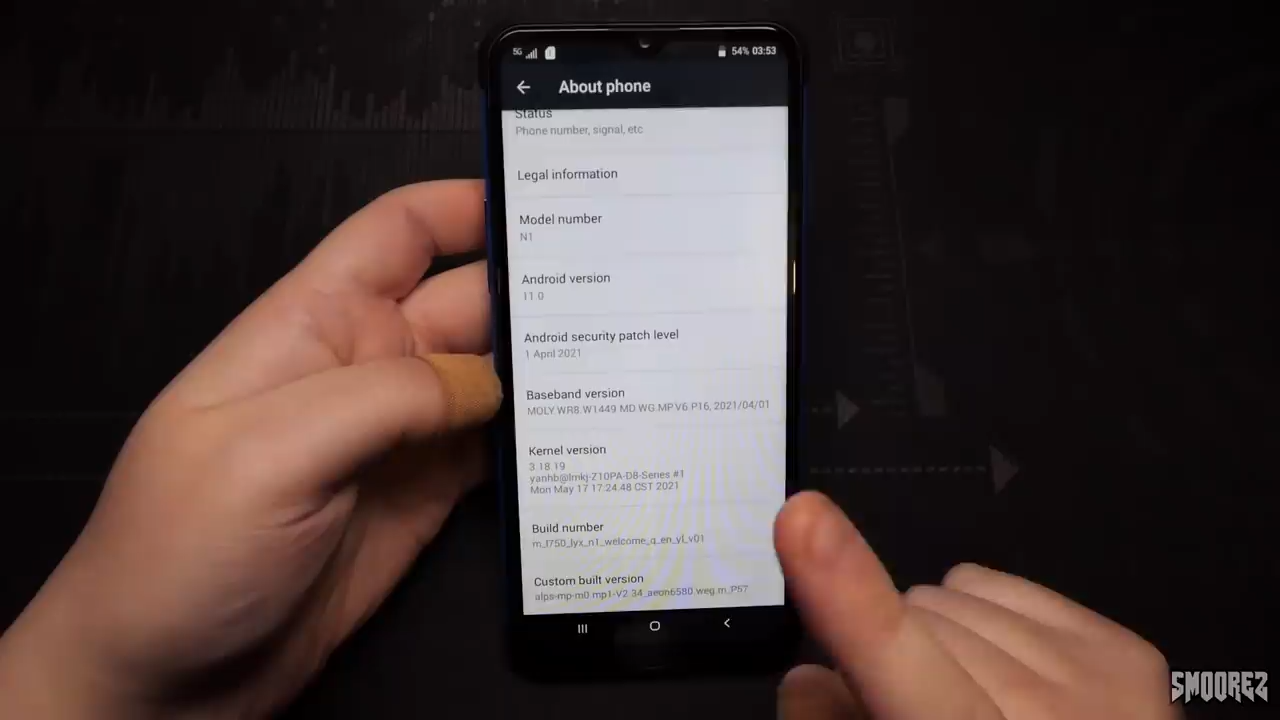 5G 54% 03:53
About phone
Status
Phone number, signal, etc
Legal information
Model number
N1
Android version
11.0
Android security patch level
1 April 2021
Baseband version
MOLY.WR8.W1449.MD.WG.MP.V6.P16, 2021/04/01
Kernel version
3.18.19
yanhb@lmkj-Z10PA-D8-Series #1
Mon May 17 17:24:48 CST 2021
Build number
m_l750_lyx_n1_welcome_q_en_yl_v01
Custom built version
alps-mp-m0.mp1-V2.34_aeon6580.weg.m_P57
SMOOREZ